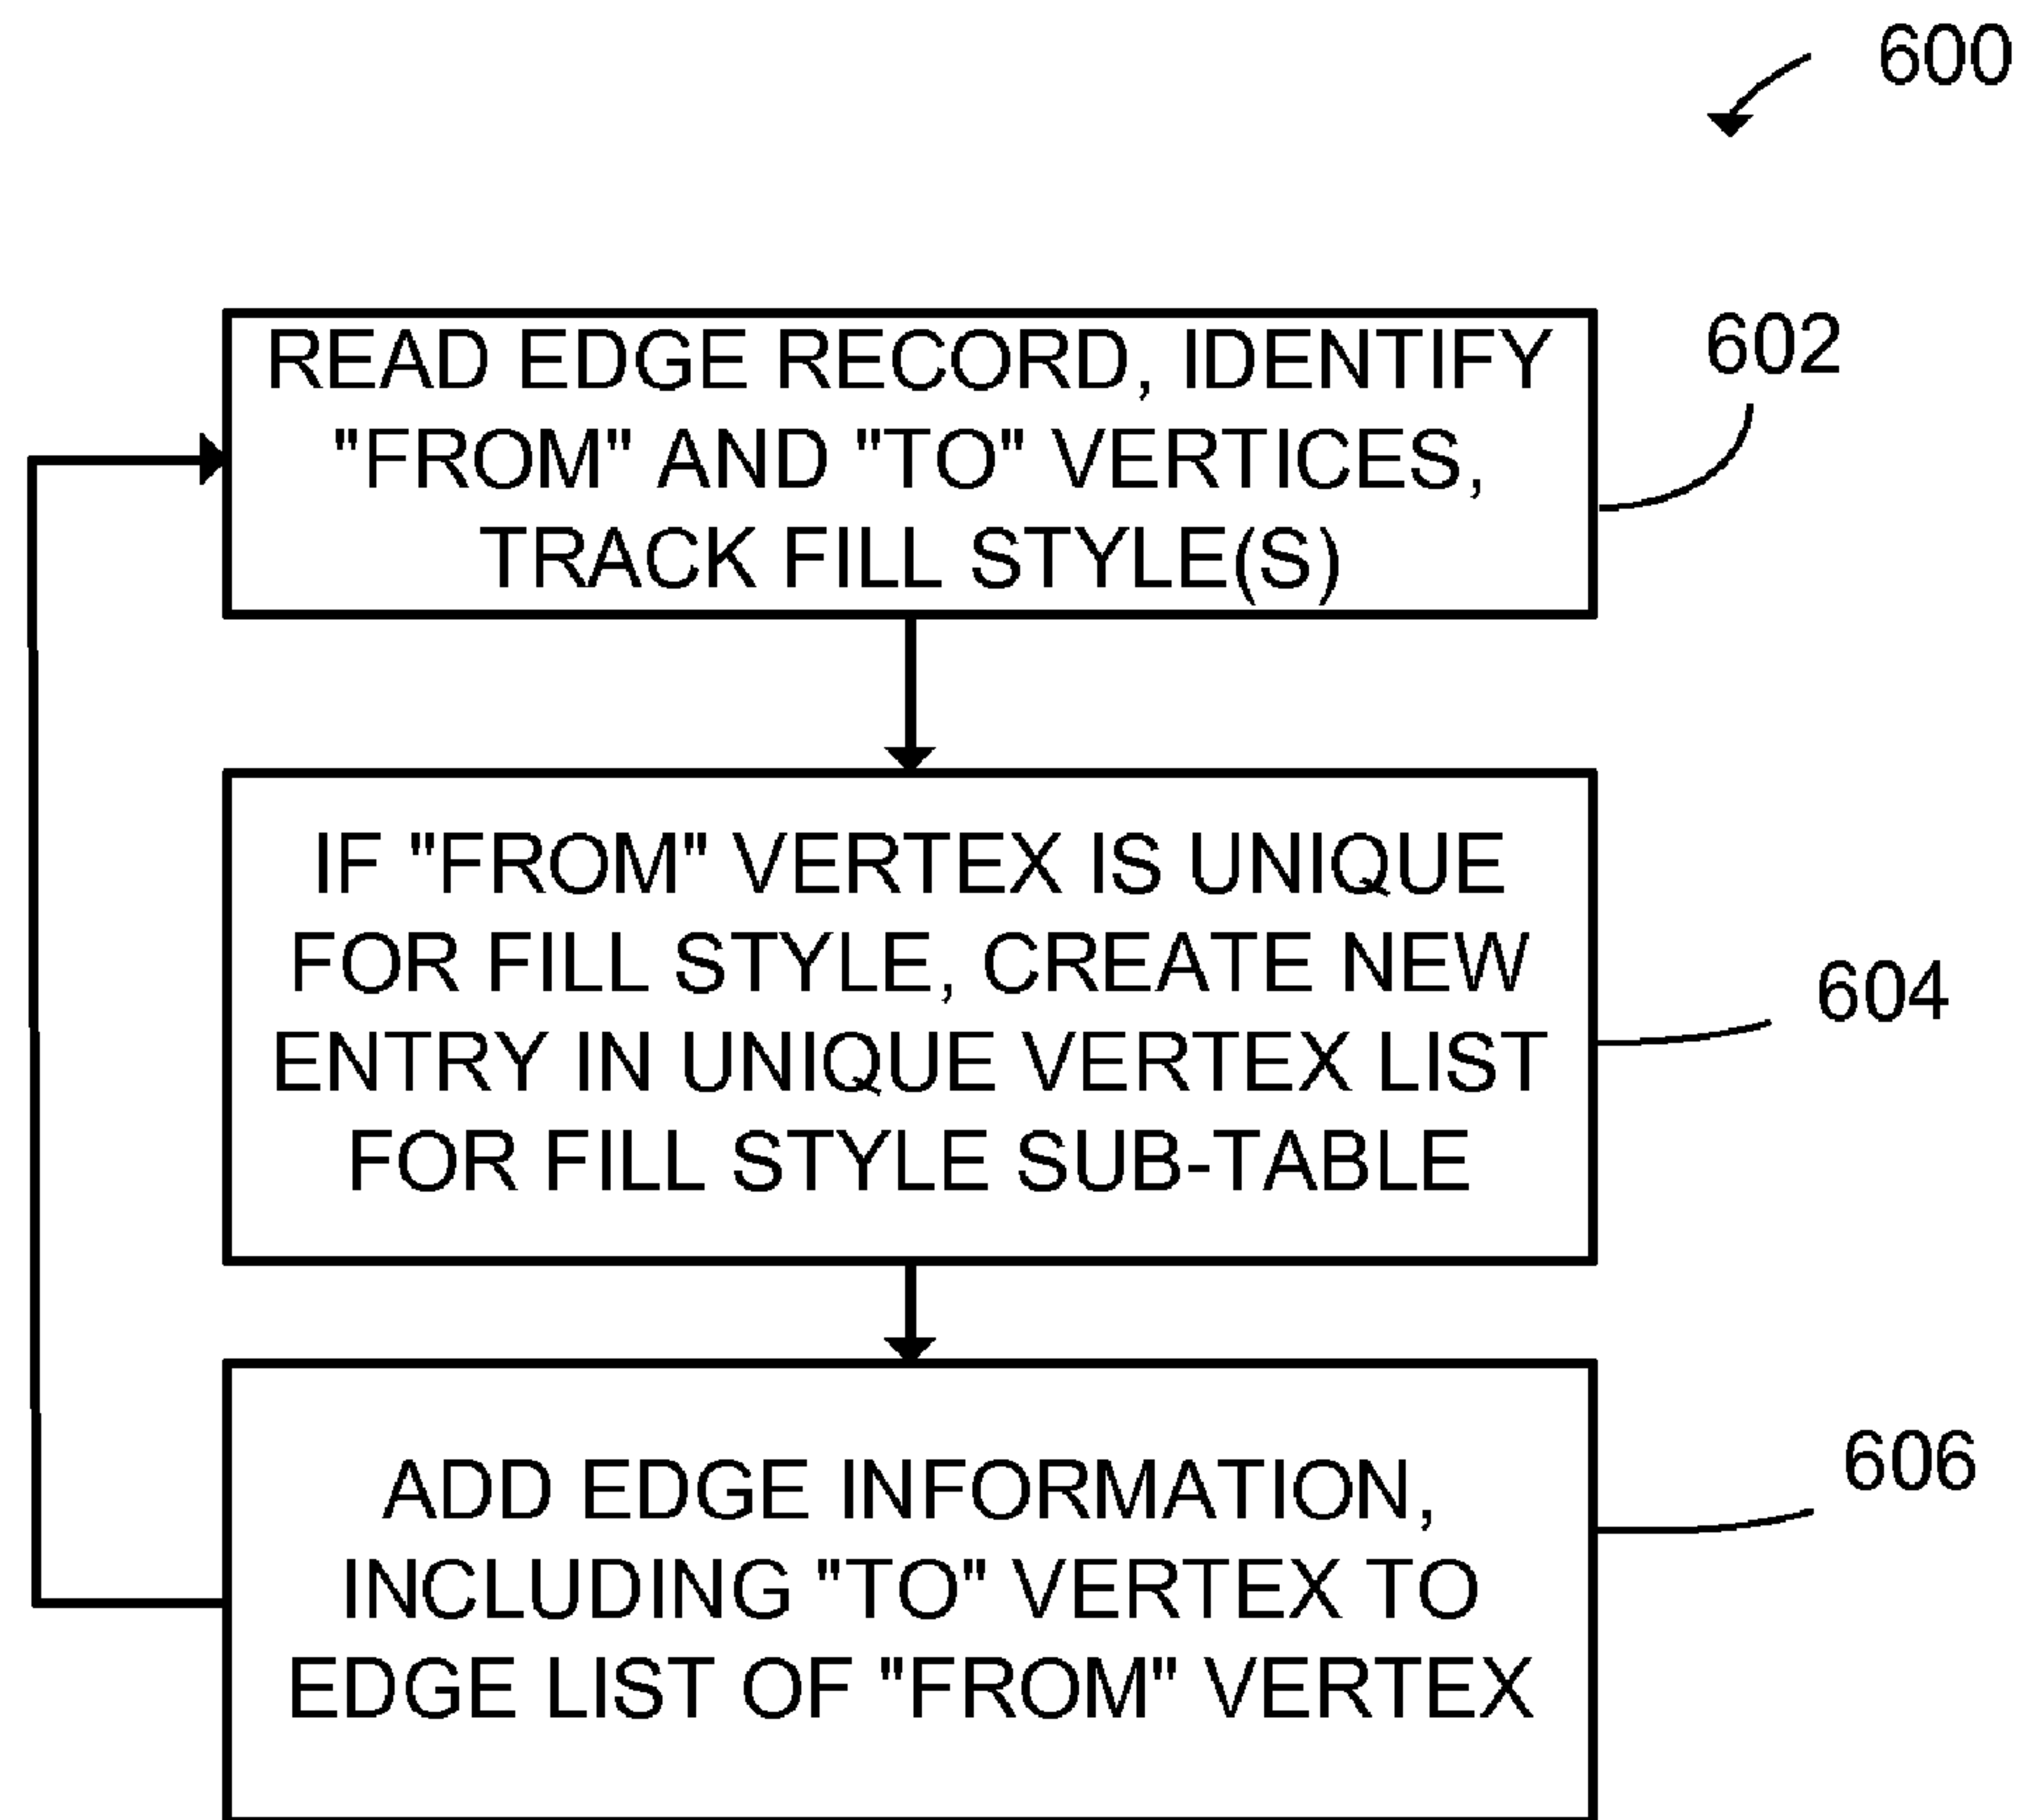 600
READ EDGE RECORD, IDENTIFY
"FROM" AND "TO" VERTICES,
TRACK FILL STYLE(S)
602
IF "FROM" VERTEX IS UNIQUE
FOR FILL STYLE, CREATE NEW
ENTRY IN UNIQUE VERTEX LIST
FOR FILL STYLE SUB-TABLE
604
ADD EDGE INFORMATION,
INCLUDING "TO" VERTEX TO
EDGE LIST OF "FROM" VERTEX
606